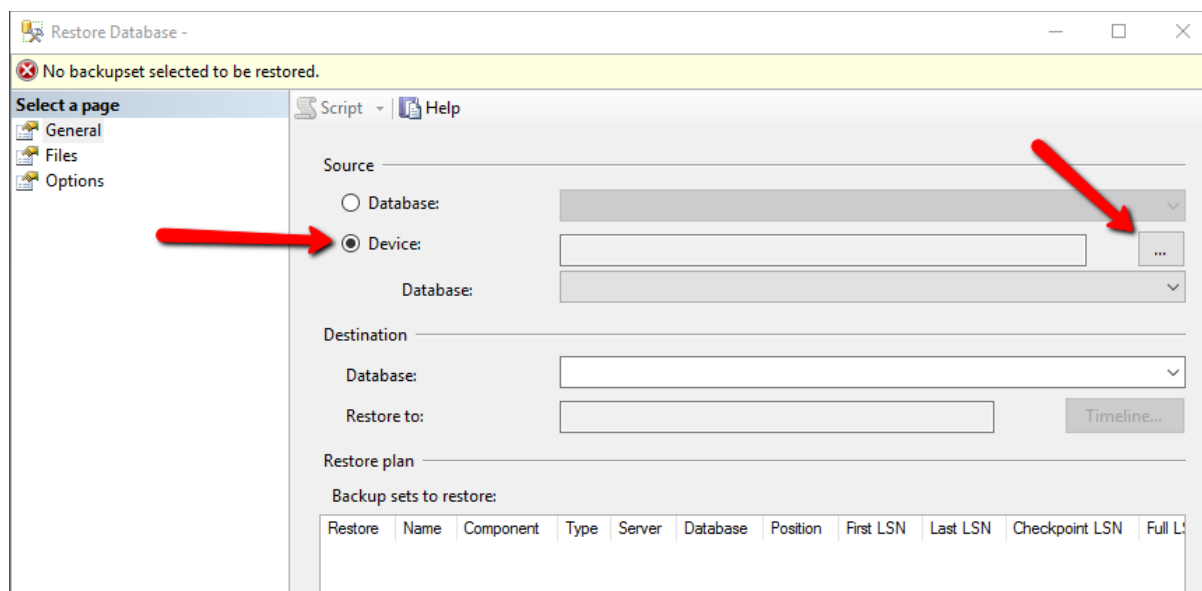 Restore Database -
No backupset selected to be restored.
Select a page
General
Files
Options
Script
Help
Source
Database:
Device:
...
Database:
Destination
Database:
Restore to:
Timeline...
Restore plan
Backup sets to restore:
Restore Name Component Type Server Database Position First LSN Last LSN Checkpoint LSN Full